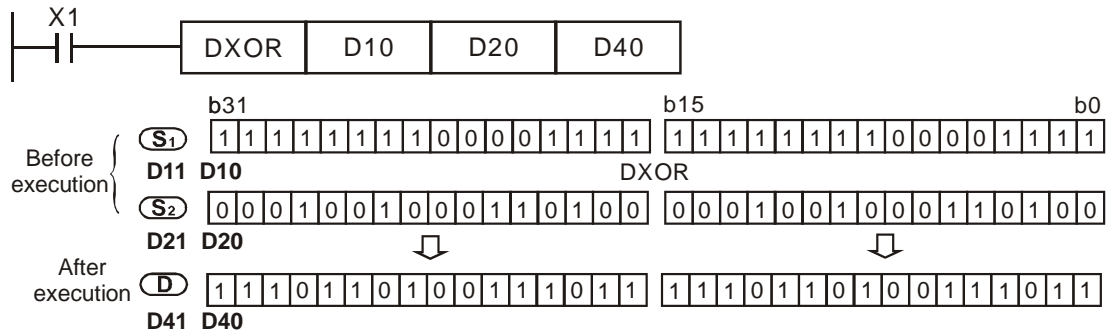 X1
DXOR D10 D20 D40
b31 b15 b0
Before execution
S1 1 1 1 1 1 1 1 1 0 0 0 0 1 1 1 1 1 1 1 1 1 1 1 1 0 0 0 0 1 1 1 1
D11 D10 DXOR
S2 0 0 0 1 0 0 1 0 0 0 1 1 0 1 0 0 0 0 0 1 0 0 1 0 0 0 1 1 0 1 0 0
D21 D20
After execution
D 1 1 1 0 1 1 0 1 0 0 1 1 1 0 1 1 1 1 1 0 1 1 0 1 0 0 1 1 1 0 1 1
D41 D40